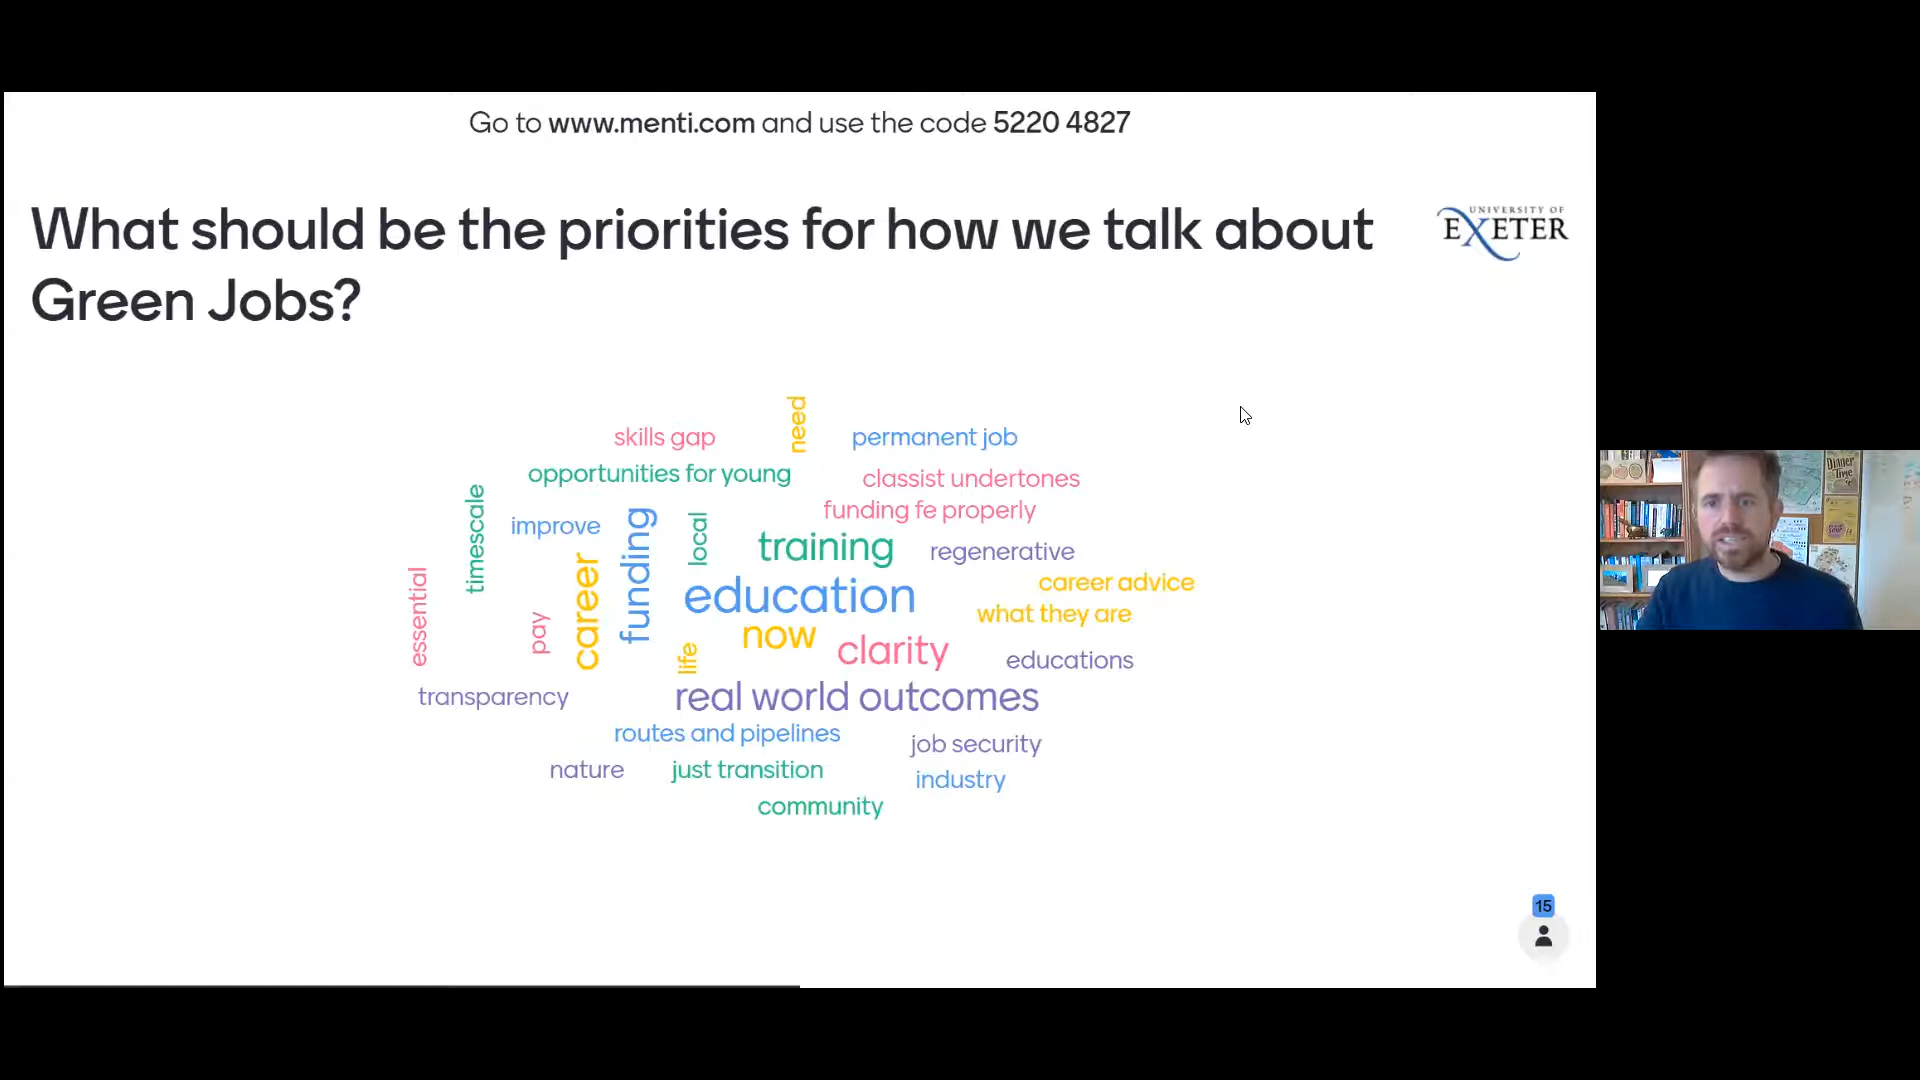 Go to www.menti.com and use the code 5220 4827
What should be the priorities for how we talk about
Green Jobs?
UNIVERSITY OF
EXETER
need
skills gap
permanent job
opportunities for young
classist undertones
timescale
improve
funding
local
funding fe properly
training
regenerative
essential
pay
career
education
career advice
what they are
now
life
clarity
educations
transparency
real world outcomes
routes and pipelines
job security
nature
just transition
industry
community
15
Dinner
Time